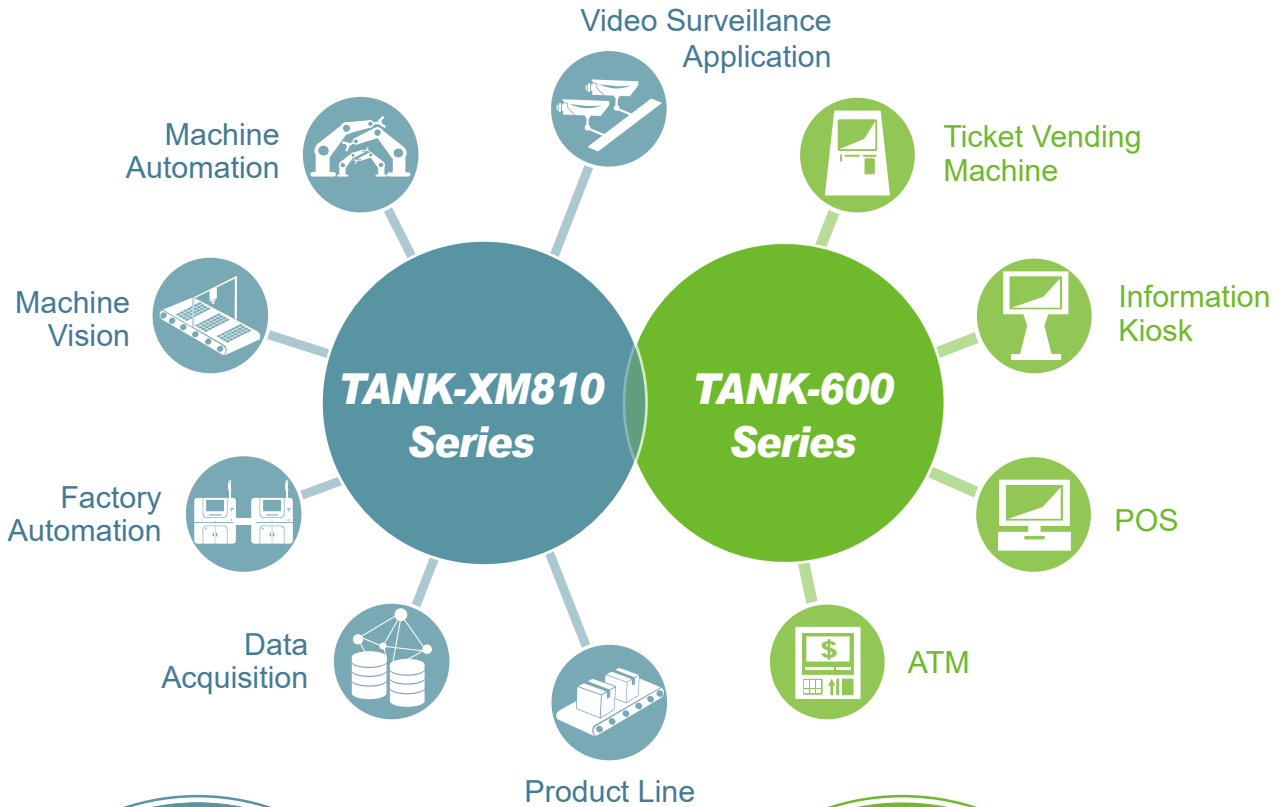 Video Surveillance
Application
Machine
Automation
Ticket Vending
Machine
Machine
Vision
Information
Kiosk
TANK-XM810
Series
TANK-600
Series
Factory
Automation
POS
Data
Acquisition
$
ATM
Product Line